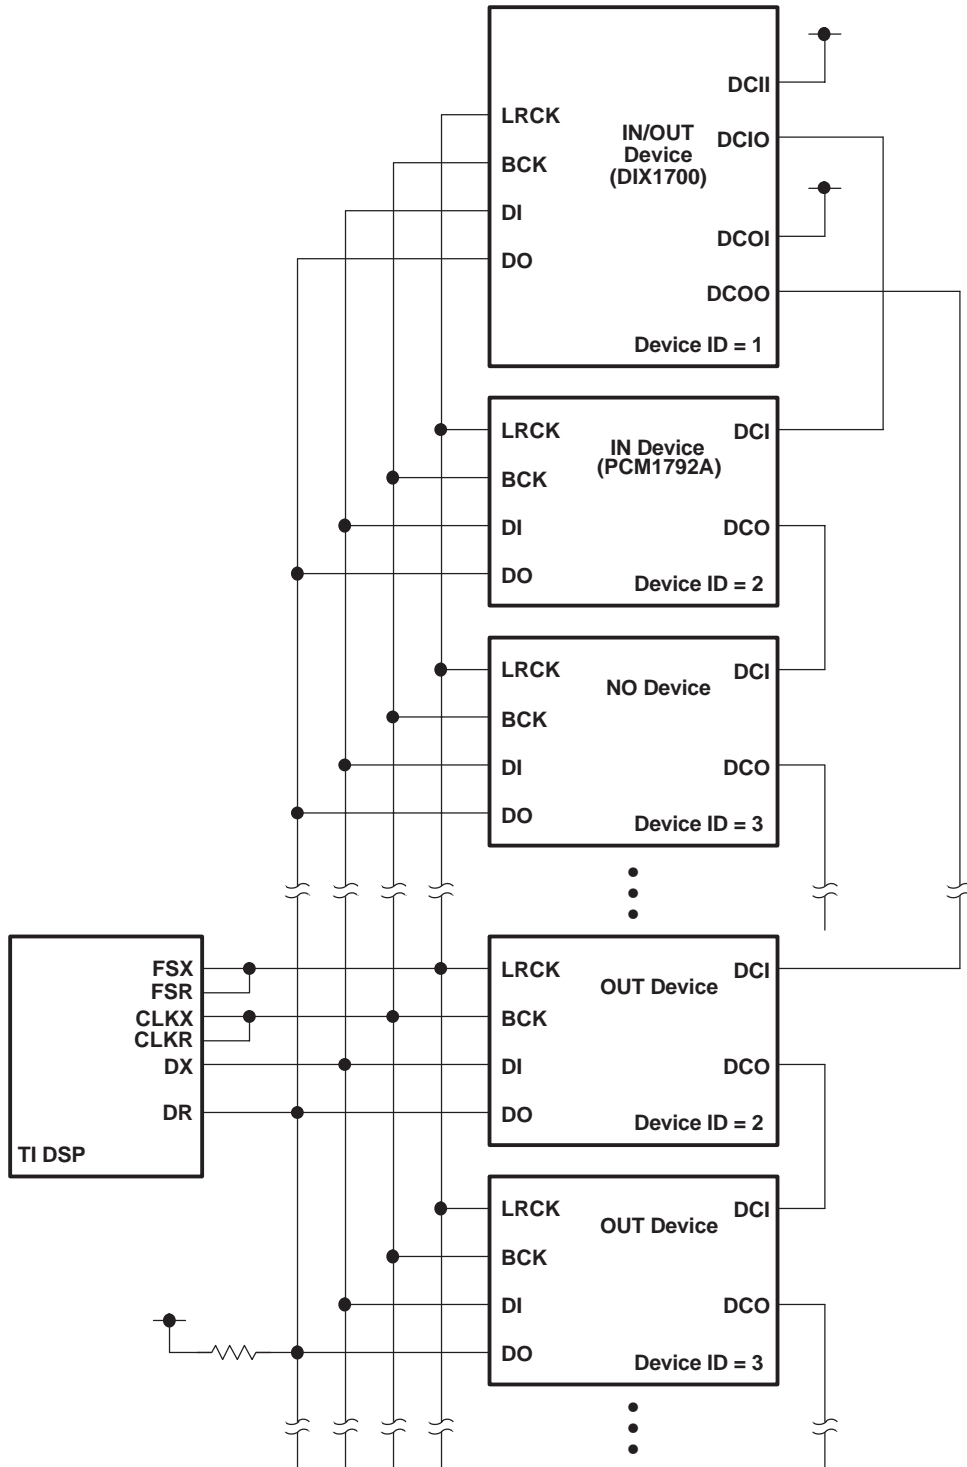 DCII
LRCK
IN/OUT
Device
(DIX1700)
DCIO
BCK
DI
DCOI
DO
DCOO
Device ID = 1
LRCK
DCI
IN Device
(PCM1792A)
BCK
DI
DCO
DO
Device ID = 2
LRCK
DCI
NO Device
BCK
DI
DCO
DO
Device ID = 3
FSX
FSR
CLKX
CLKR
DX
DR
TI DSP
LRCK
DCI
OUT Device
BCK
DI
DCO
DO
Device ID = 2
LRCK
DCI
OUT Device
BCK
DI
DCO
DO
Device ID = 3